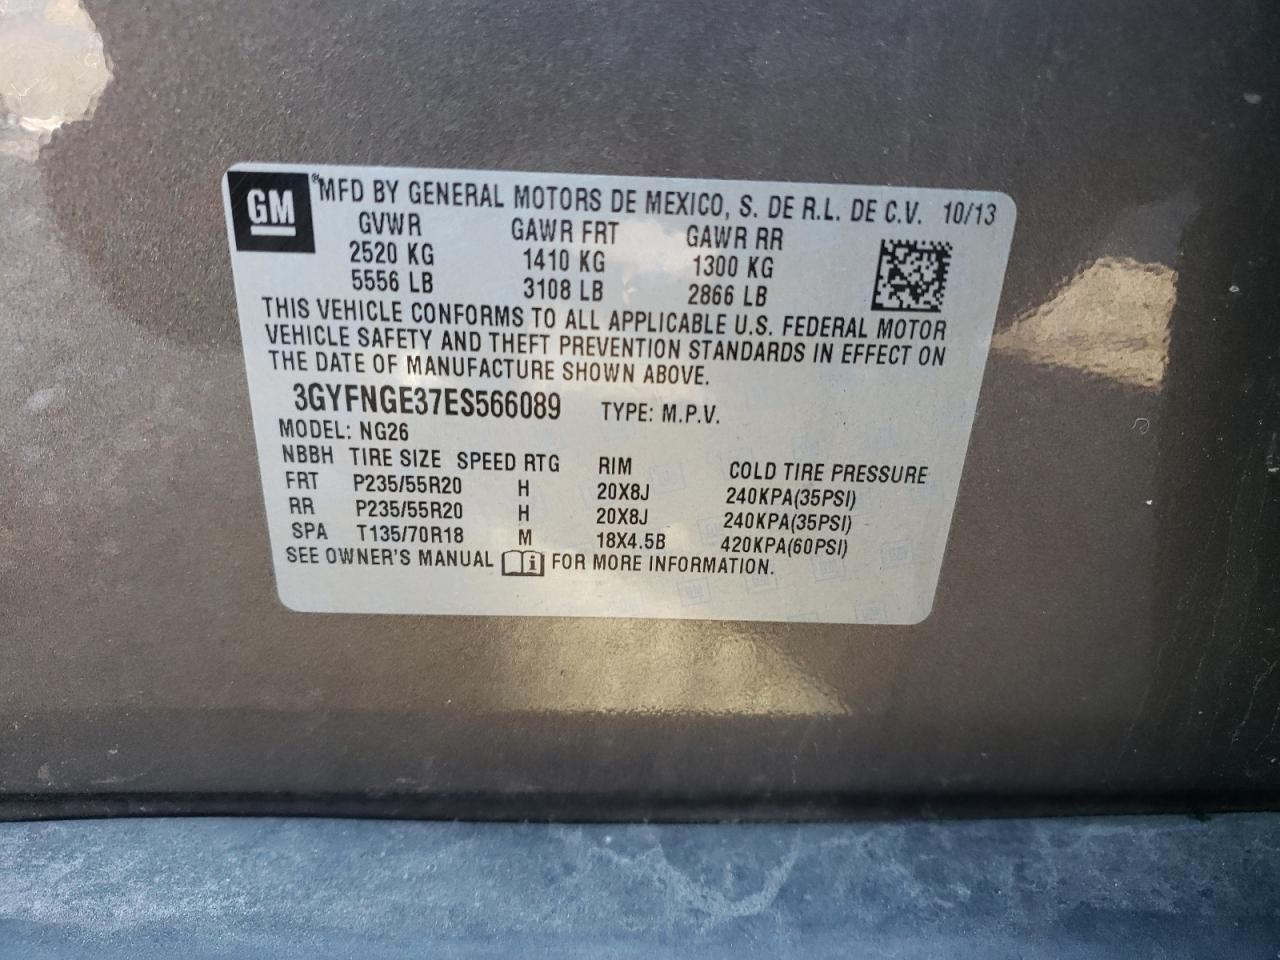 GM ® MFD BY GENERAL MOTORS DE MEXICO, S. DE R.L. DE C.V. 10/13
GVWR GAWR FRT GAWR RR
2520 KG 1410 KG 1300 KG
5556 LB 3108 LB 2866 LB
THIS VEHICLE CONFORMS TO ALL APPLICABLE U.S. FEDERAL MOTOR
VEHICLE SAFETY AND THEFT PREVENTION STANDARDS IN EFFECT ON
THE DATE OF MANUFACTURE SHOWN ABOVE.
3GYFNGE37ES566089 TYPE: M.P.V.
MODEL: NG26
NBBH TIRE SIZE SPEED RTG RIM COLD TIRE PRESSURE
FRT P235/55R20 H 20X8J 240KPA(35PSI)
RR P235/55R20 H 20X8J 240KPA(35PSI)
SPA T135/70R18 M 18X4.5B 420KPA(60PSI)
SEE OWNER'S MANUAL i FOR MORE INFORMATION.